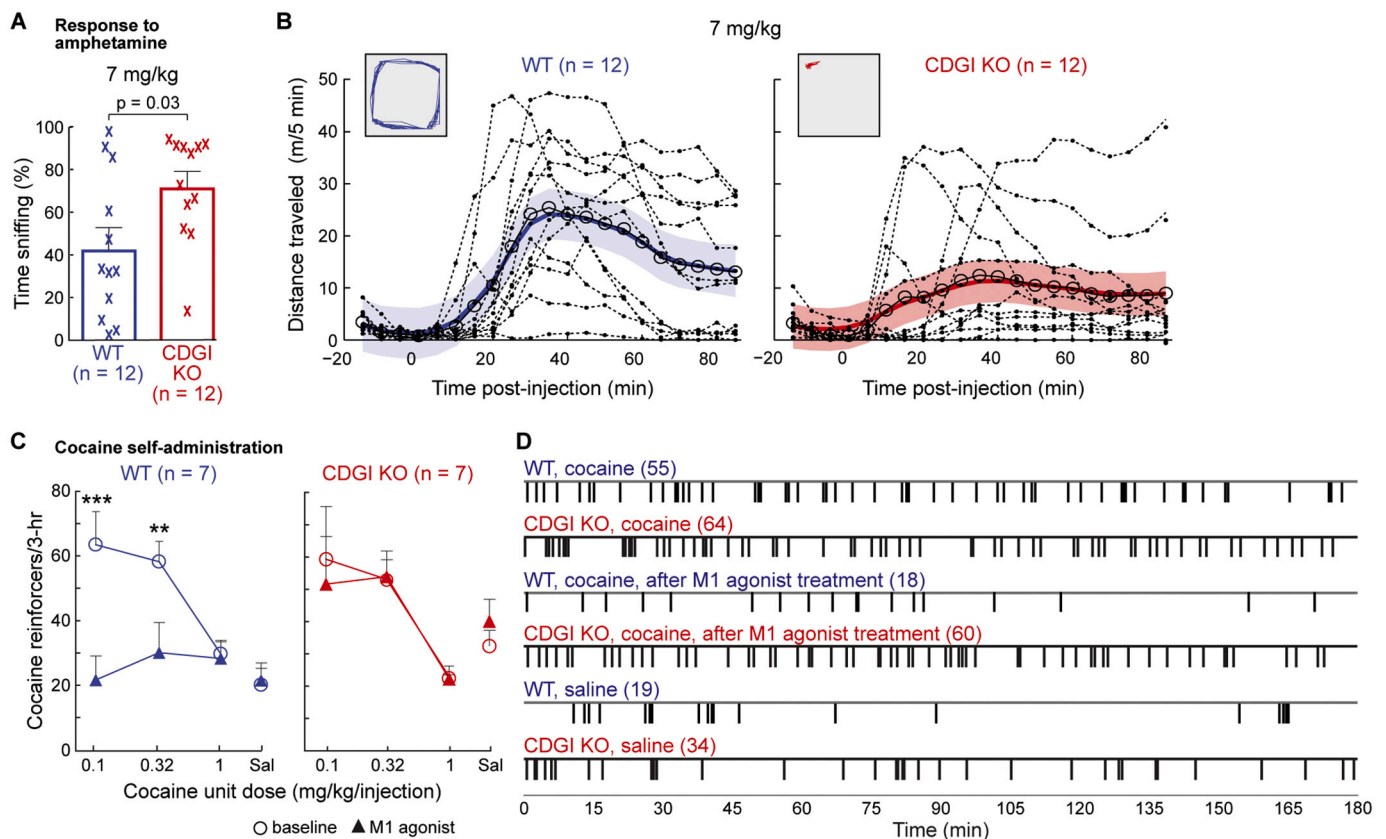 A
Response to
amphetamine
7 mg/kg
p = 0.03
Time sniffing (%)
100
80
60
40
20
0
WT
(n = 12)
CDGI
KO
(n = 12)
B
7 mg/kg
WT (n = 12)
CDGI KO (n = 12)
Distance traveled (m/5 min)
50
40
30
20
10
0
−20 0 20 40 60 80
Time post-injection (min)
−20 0 20 40 60 80
Time post-injection (min)
C
Cocaine self-administration
WT (n = 7)
CDGI KO (n = 7)
Cocaine reinforcers/3-hr
80
60
40
20
0
***
**
0.1 0.32 1 Sal
0.1 0.32 1 Sal
Cocaine unit dose (mg/kg/injection)
baseline M1 agonist
D
WT, cocaine (55)
CDGI KO, cocaine (64)
WT, cocaine, after M1 agonist treatment (18)
CDGI KO, cocaine, after M1 agonist treatment (60)
WT, saline (19)
CDGI KO, saline (34)
0 15 30 45 60 75 90 105 120 135 150 165 180
Time (min)